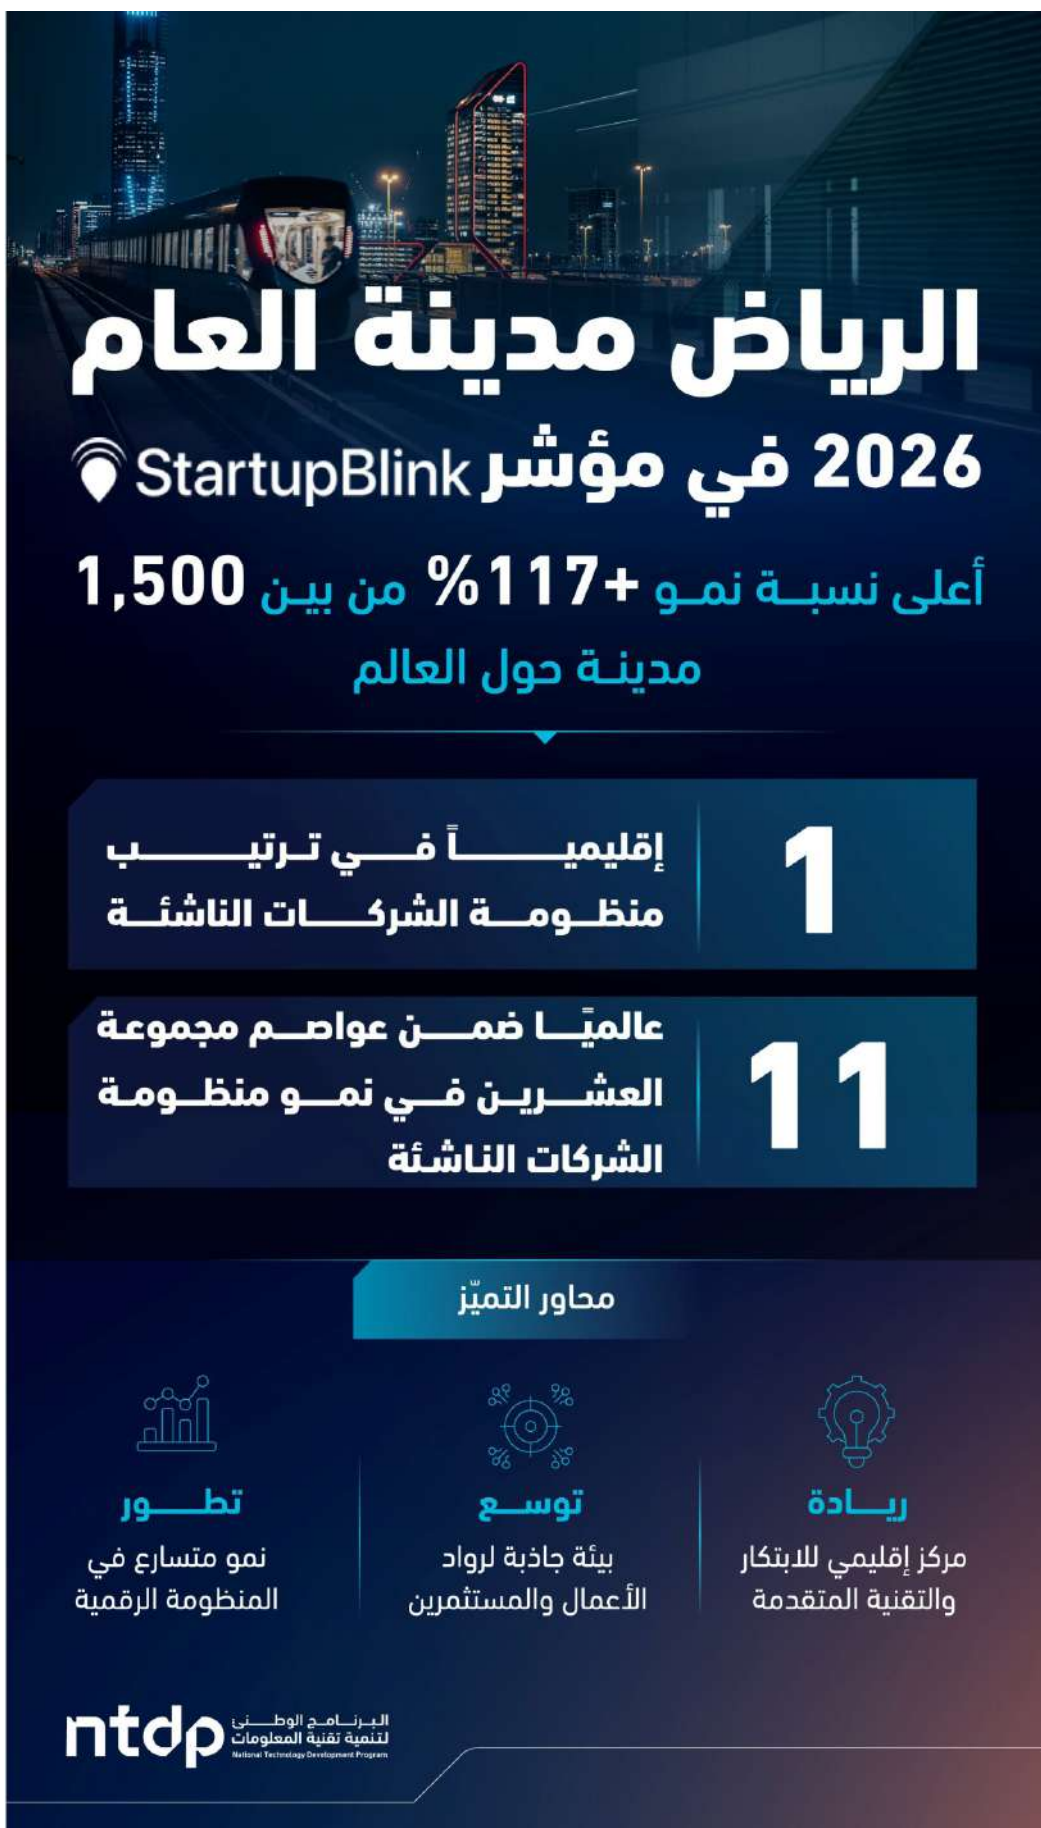 الرياض مدينة العام
2026 في مؤشر StartupBlink
أعلى نسبة نمو +117% من بين 1,500
مدينة حول العالم
1
إقليمياً في ترتيب
منظومة الشركات الناشئة
11
عالميًا ضمن عواصم مجموعة
العشرين في نمو منظومة
الشركات الناشئة
محاور التميّز
ريادة
مركز إقليمي للابتكار
والتقنية المتقدمة
توسع
بيئة جاذبة لرواد
الأعمال والمستثمرين
تطور
نمو متسارع في
المنظومة الرقمية
ntdp
البرنامج الوطني
لتنمية تقنية المعلومات
National Technology Development Program